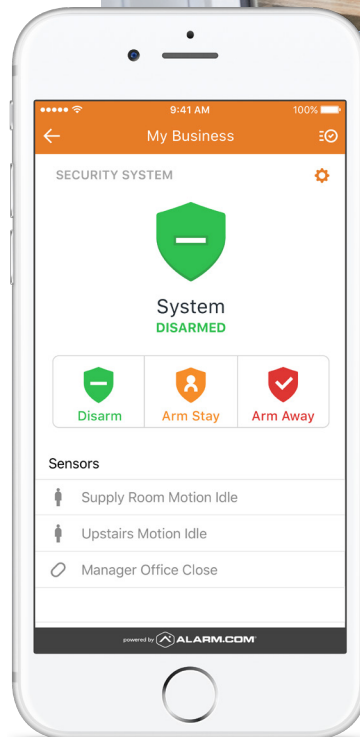 9:41 AM 100%
My Business
SECURITY SYSTEM
System
DISARMED
Disarm Arm Stay Arm Away
Sensors
Supply Room Motion Idle
Upstairs Motion Idle
Manager Office Close
powered by ALARM.COM